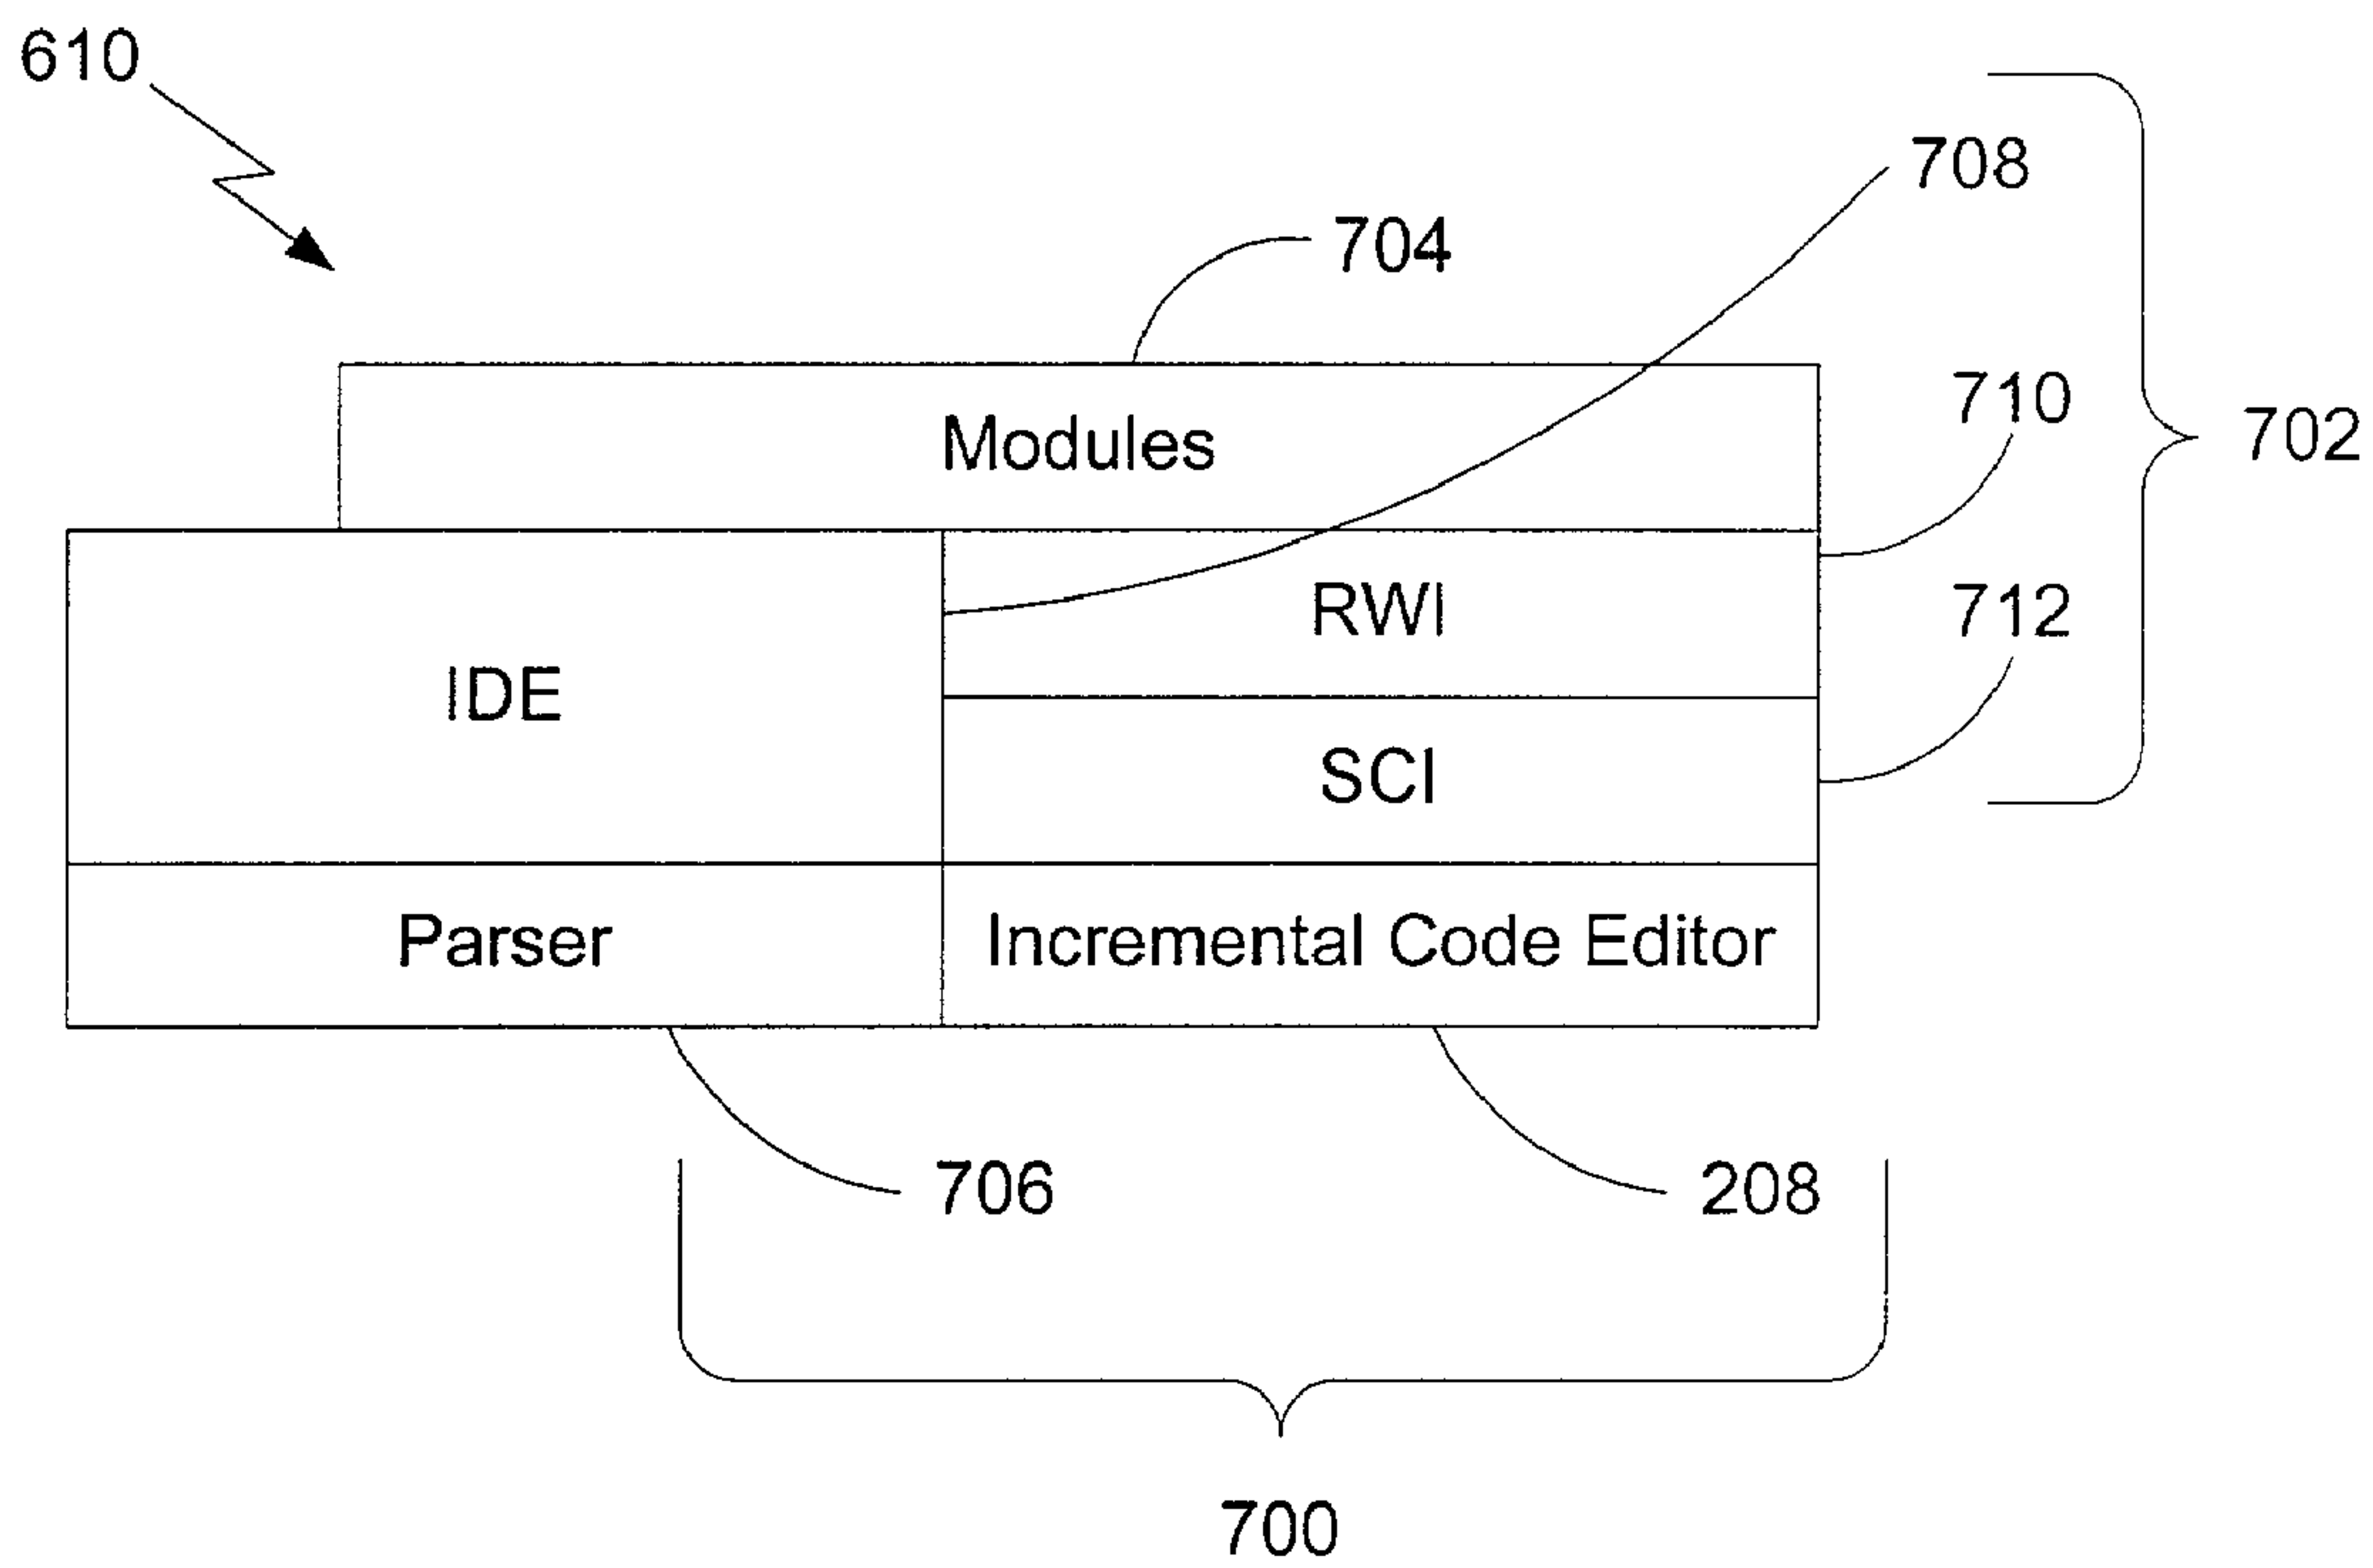 610
708
704
710
702
Modules
712
RWI
IDE
SCI
Parser
Incremental Code Editor
706
208
700